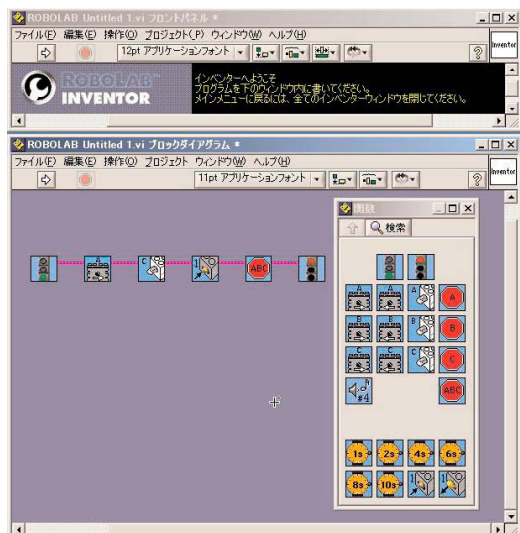 ROBOLAB Untitled 1.vi フロントパネル *
ファイル(F) 編集(E) 操作(O) プロジェクト(P) ウィンドウ(W) ヘルプ(H)
12pt アプリケーションフォント
?
Inventor
ROBOLAB
INVENTOR
インベンターへようこそ
プログラムを下のウィンドウ内に書いてください。
メインメニューに戻るには、全てのインベンターウィンドウを閉じてください。
ROBOLAB Untitled 1.vi ブロックダイアグラム *
ファイル(F) 編集(E) 操作(O) プロジェクト ウィンドウ(W) ヘルプ(H)
11pt アプリケーションフォント
?
Inventor
関数
検索
A C 1 ABC
A A A A
B B B B
C C C C
#4 ABC
1s 2s 4s 6s
8s 10s 1 1